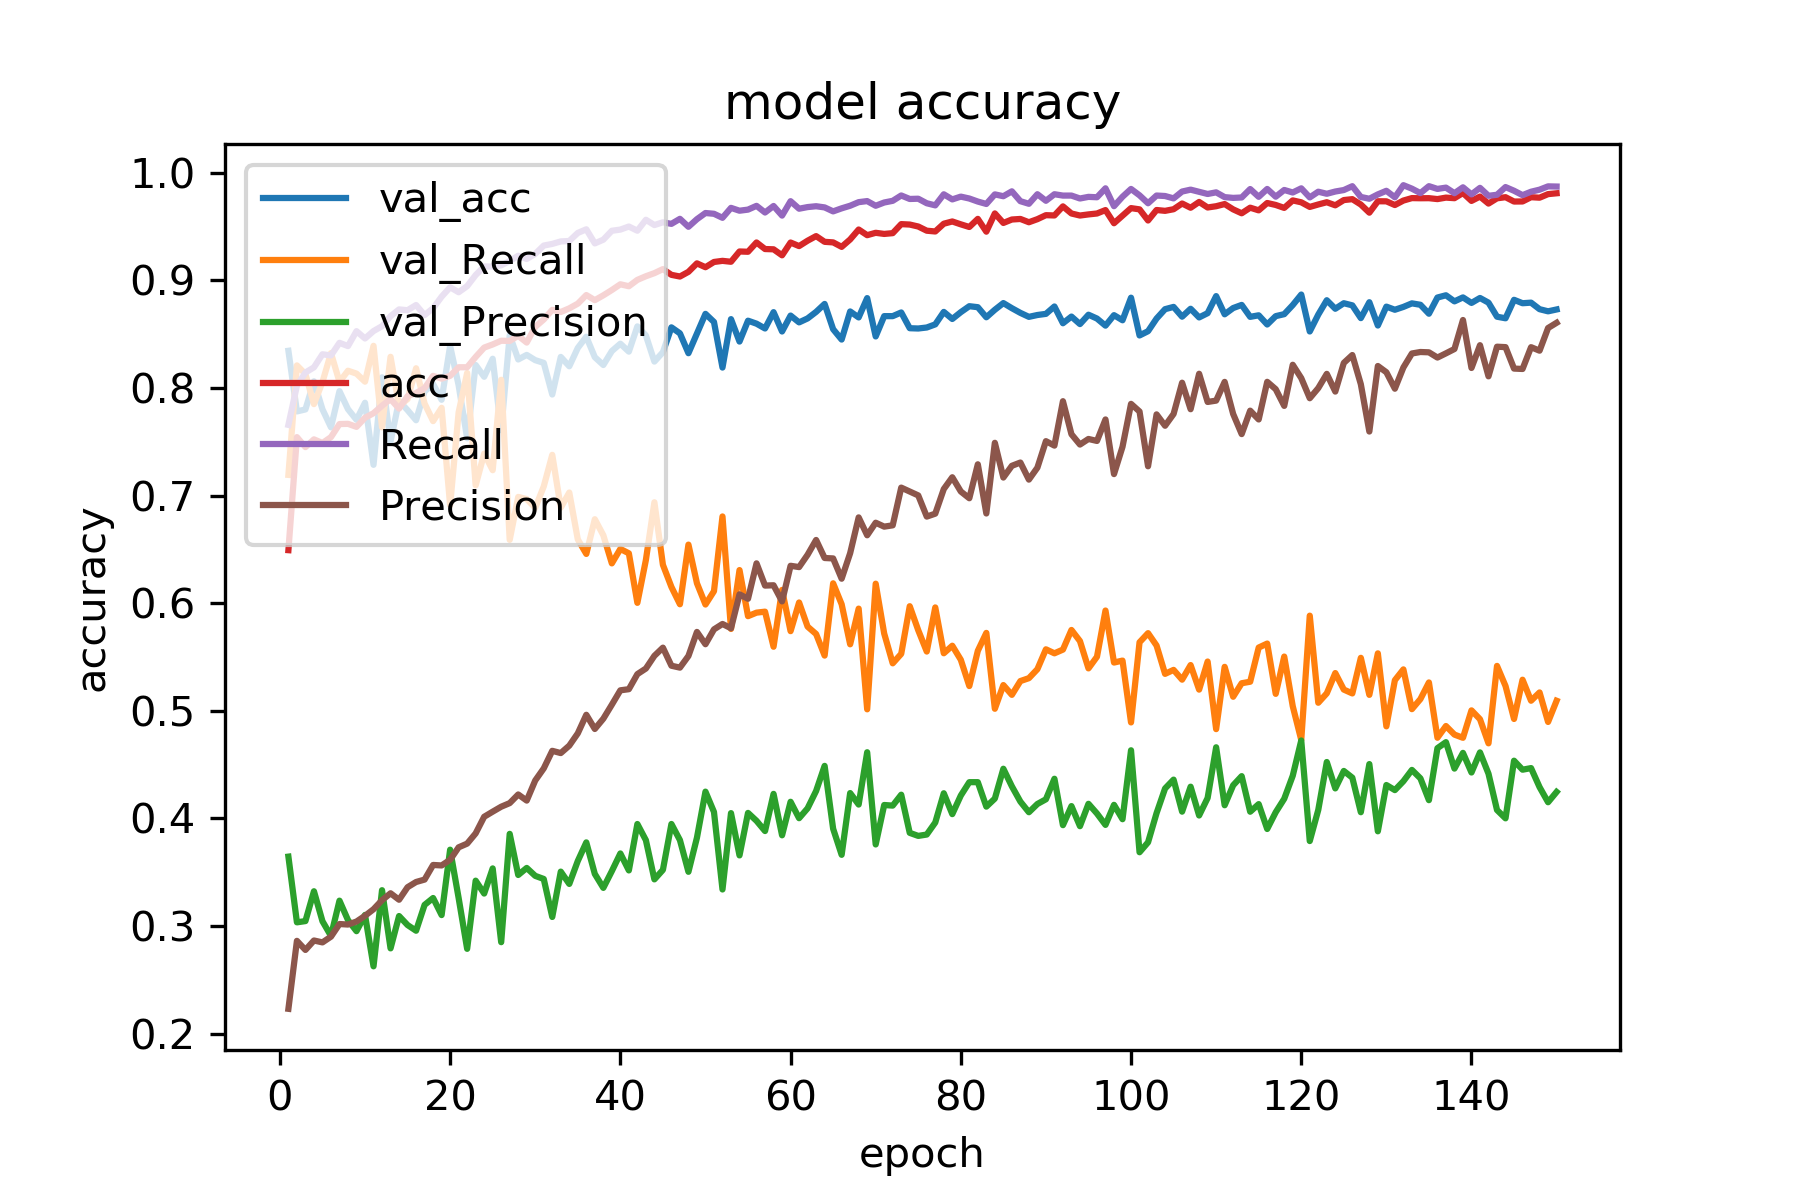 model accuracy
val_acc
val_Recall
val_Precision
acc
Recall
Precision
accuracy
1.0
0.9
0.8
0.7
0.6
0.5
0.4
0.3
0.2
0 20 40 60 80 100 120 140
epoch